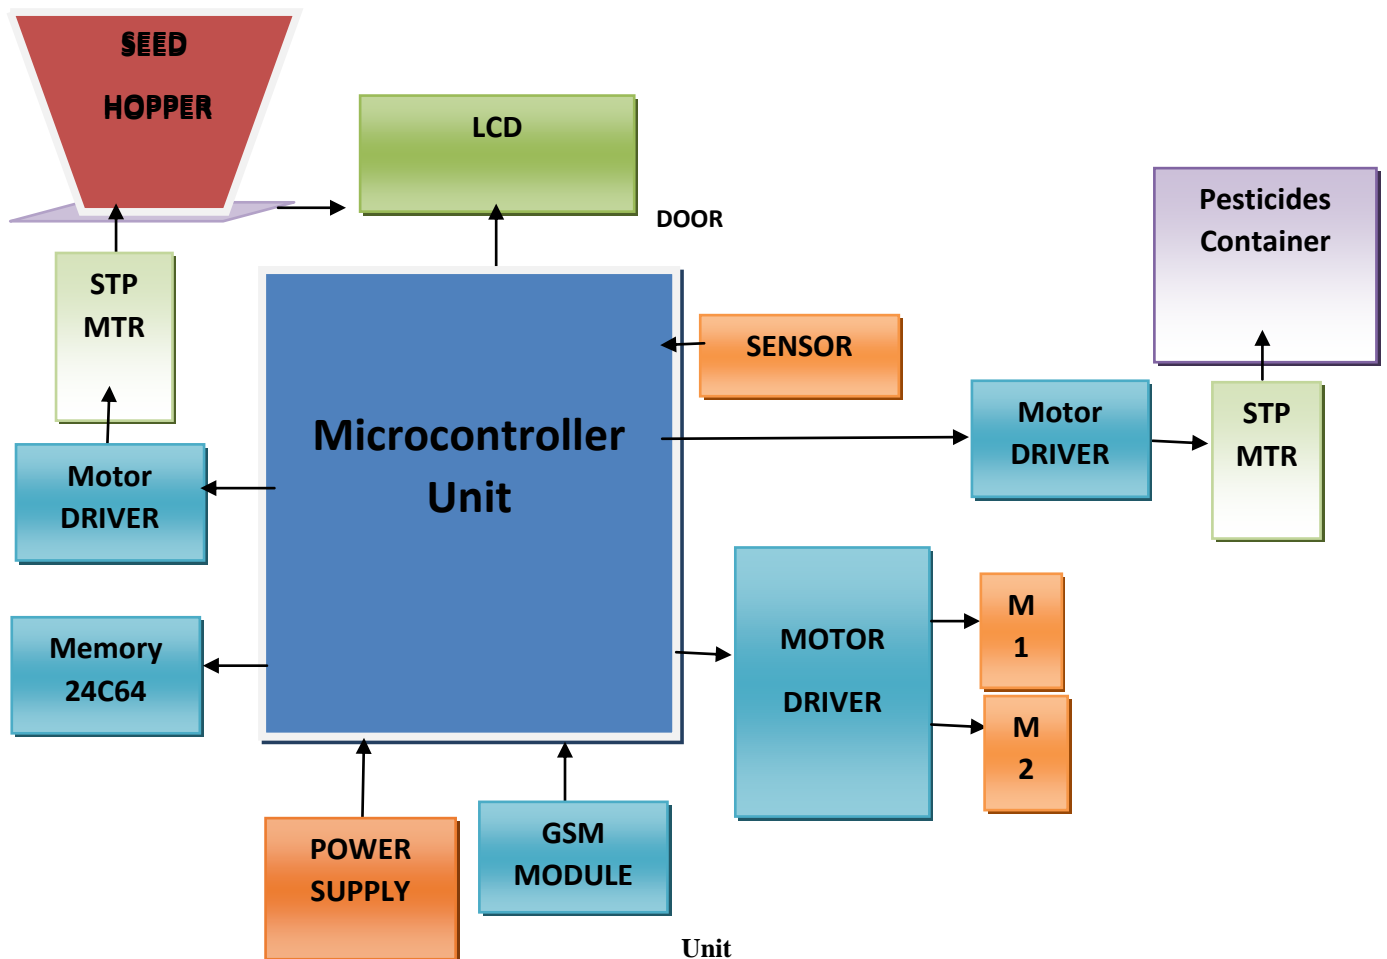 SEED
HOPPER
LCD
DOOR
Pesticides
Container
STP
MTR
SENSOR
Microcontroller
Unit
Motor
DRIVER
STP
MTR
Motor
DRIVER
MOTOR
DRIVER
M
1
M
2
Memory
24C64
POWER
SUPPLY
GSM
MODULE
Unit